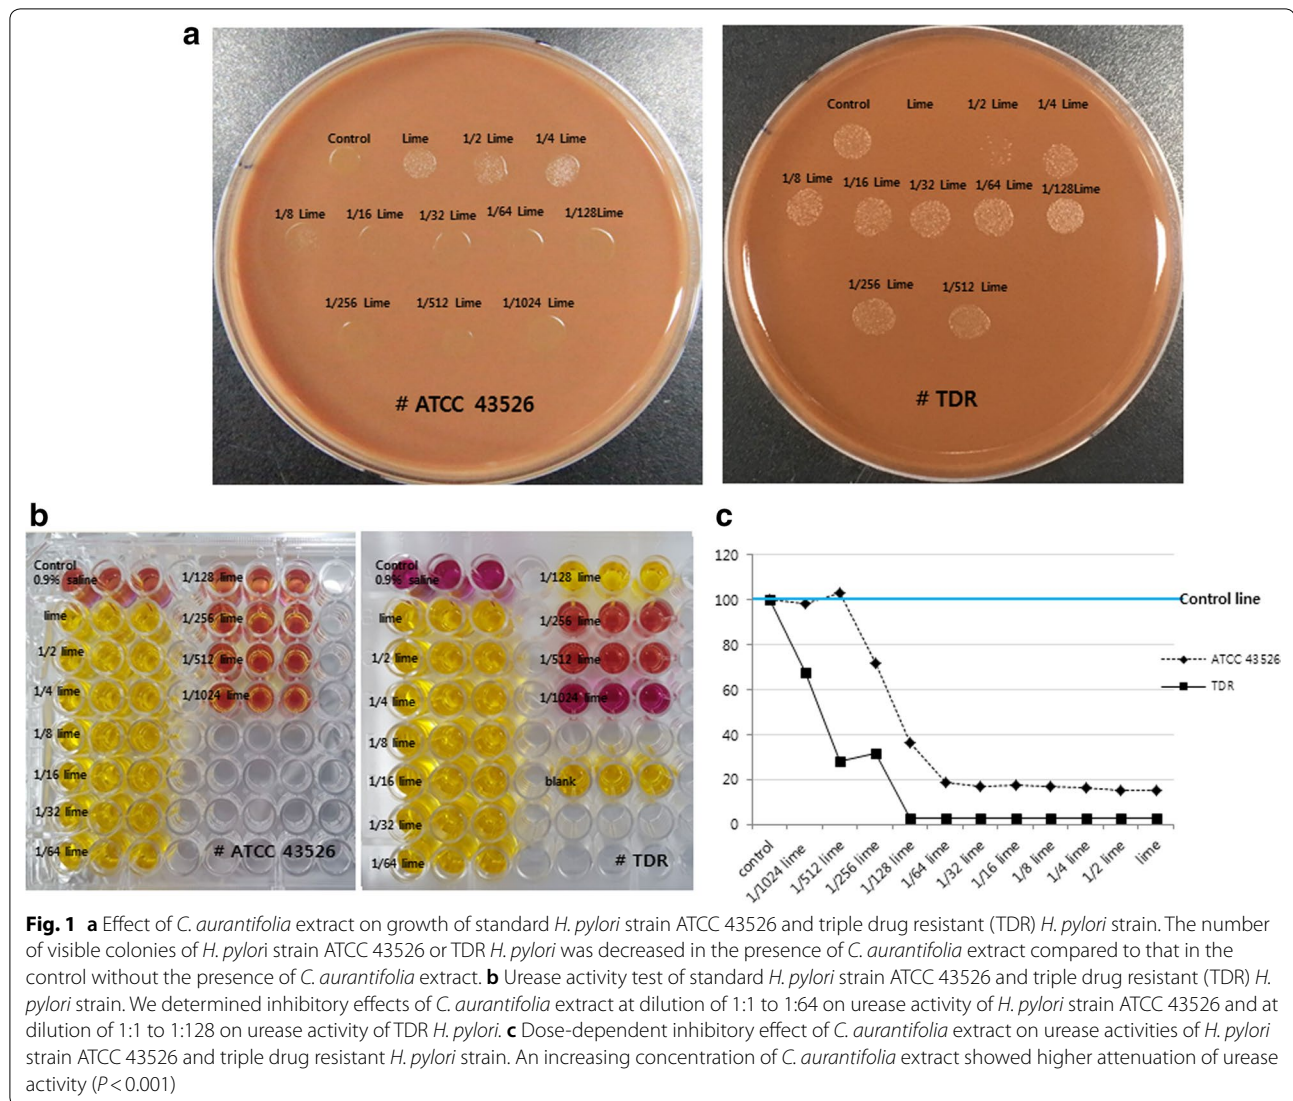 a
Control Lime 1/2 Lime 1/4 Lime
1/8 Lime 1/16 Lime 1/32 Lime 1/64 Lime 1/128Lime
1/256 Lime 1/512 Lime 1/1024 Lime
# ATCC 43526
Control Lime 1/2 Lime 1/4 Lime
1/8 Lime 1/16 Lime 1/32 Lime 1/64 Lime 1/128Lime
1/256 Lime 1/512 Lime
# TDR
b
Control
0.9% saline
lime
1/2 lime
1/4 lime
1/8 lime
1/16 lime
1/32 lime
1/64 lime
1/128 lime
1/256 lime
1/512 lime
1/1024 lime
# ATCC 43526
Control
0.9% saline
lime
1/2 lime
1/4 lime
1/8 lime
1/16 lime
1/32 lime
1/64 lime
1/128 lime
1/256 lime
1/512 lime
1/1024 lime
blank
# TDR
c
120
100
80
60
40
20
0
Control line
ATCC 43526
TDR
control
1/1024 lime
1/512 lime
1/256 lime
1/128 lime
1/64 lime
1/32 lime
1/16 lime
1/8 lime
1/4 lime
1/2 lime
lime
Fig. 1 a Effect of C. aurantifolia extract on growth of standard H. pylori strain ATCC 43526 and triple drug resistant (TDR) H. pylori strain. The number
of visible colonies of H. pylori strain ATCC 43526 or TDR H. pylori was decreased in the presence of C. aurantifolia extract compared to that in the
control without the presence of C. aurantifolia extract. b Urease activity test of standard H. pylori strain ATCC 43526 and triple drug resistant (TDR) H.
pylori strain. We determined inhibitory effects of C. aurantifolia extract at dilution of 1:1 to 1:64 on urease activity of H. pylori strain ATCC 43526 and at
dilution of 1:1 to 1:128 on urease activity of TDR H. pylori. c Dose-dependent inhibitory effect of C. aurantifolia extract on urease activities of H. pylori
strain ATCC 43526 and triple drug resistant H. pylori strain. An increasing concentration of C. aurantifolia extract showed higher attenuation of urease
activity (P < 0.001)